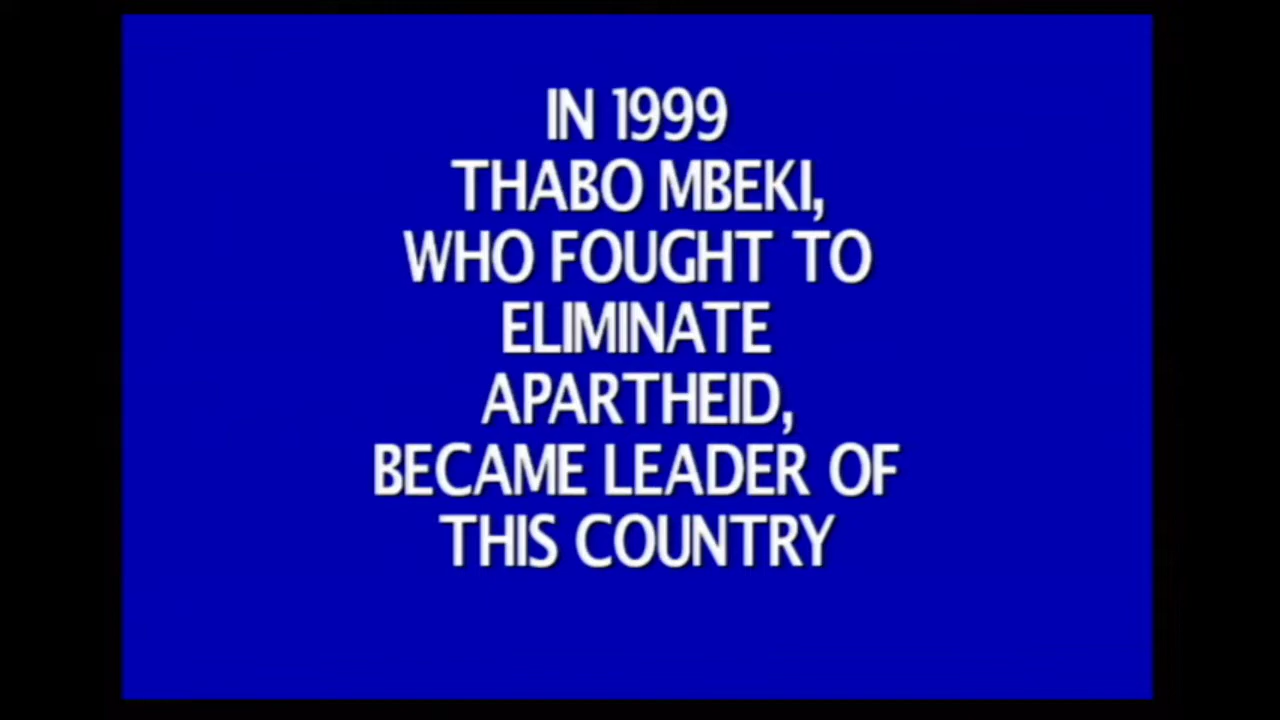 IN 1999
THABO MBEKI,
WHO FOUGHT TO
ELIMINATE
APARTHEID,
BECAME LEADER OF
THIS COUNTRY